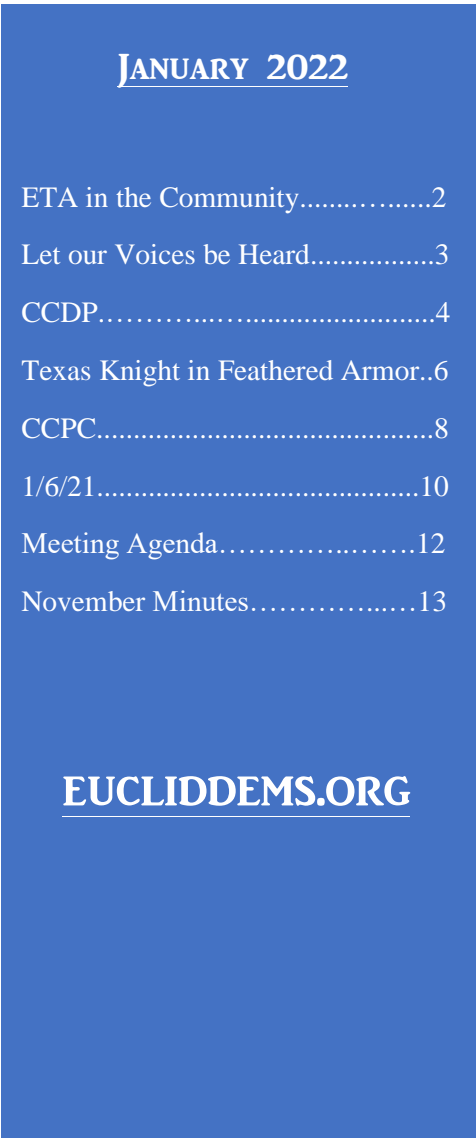 January 2022
ETA in the Community........…......2
Let our Voices be Heard.................3
CCDP.………...…..........................4
Texas Knight in Feathered Armor..6
CCPC..............................................8
1/6/21............................................10
Meeting Agenda…………..…….12
November Minutes…………...…13
EUCLIDDEMS.ORG